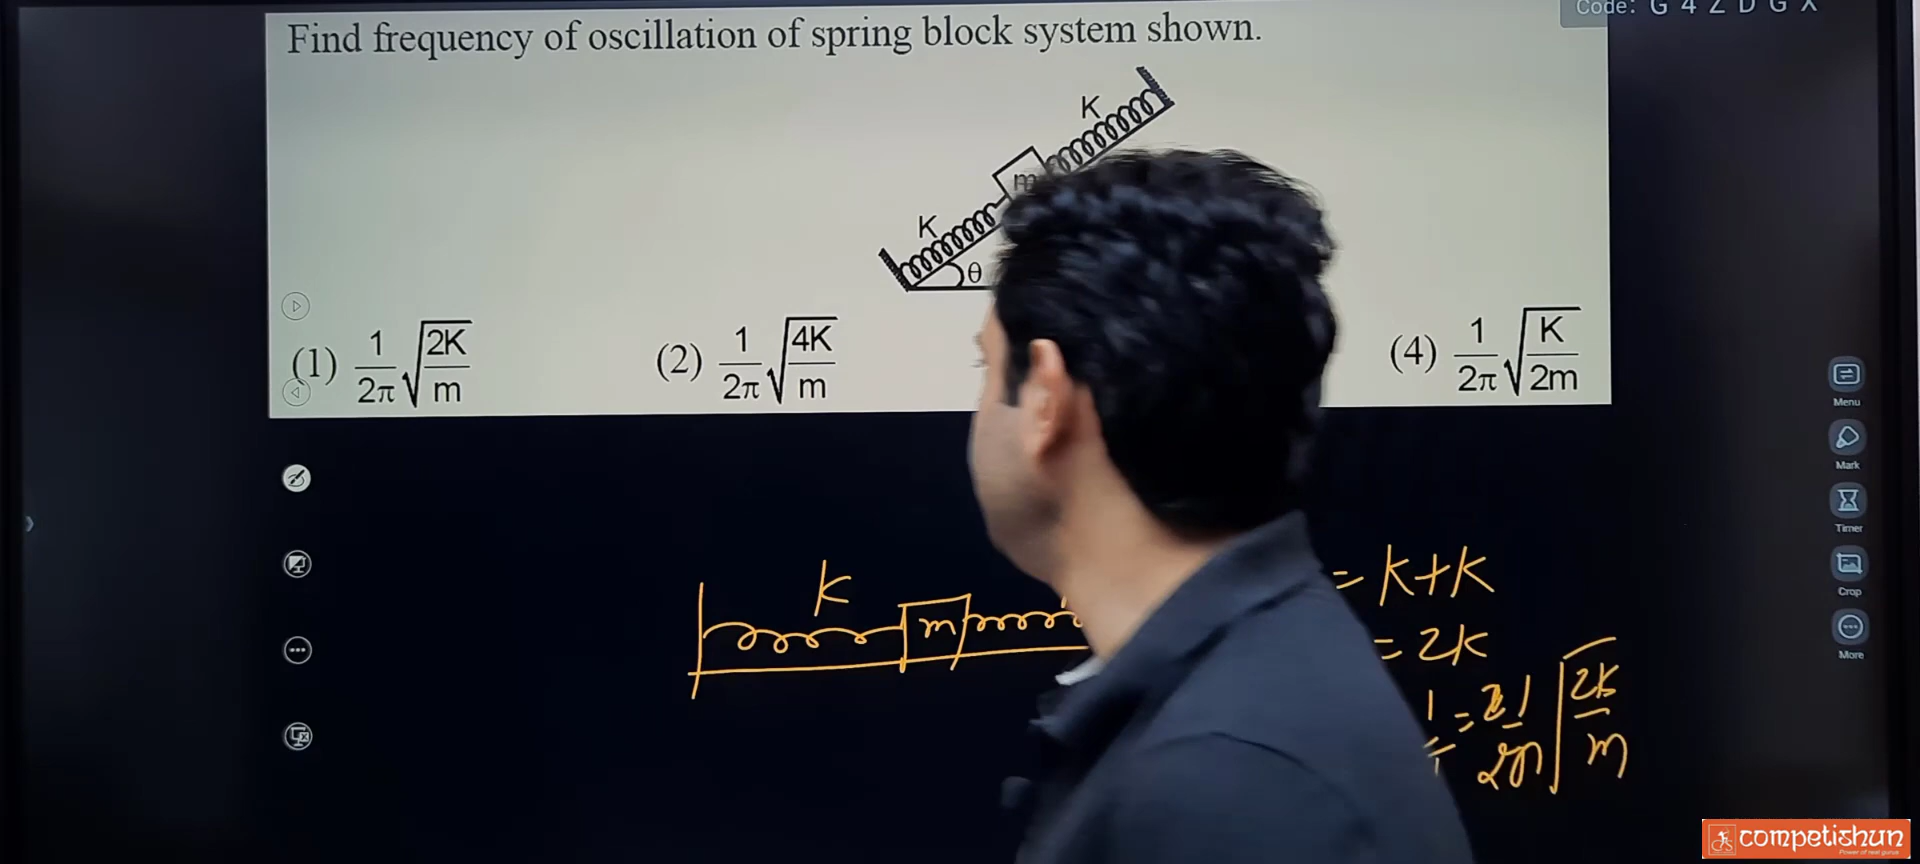 Code: G 4 Z D G X
Find frequency of oscillation of spring block system shown.
K
m
K
θ
(1) 1/2π √2K/m
(2) 1/2π √4K/m
(4) 1/2π √K/2m
Menu
Mark
Timer
Crop
More
k
m
= k+k
= 2k
1 = 1/2π √2k/m
competishun